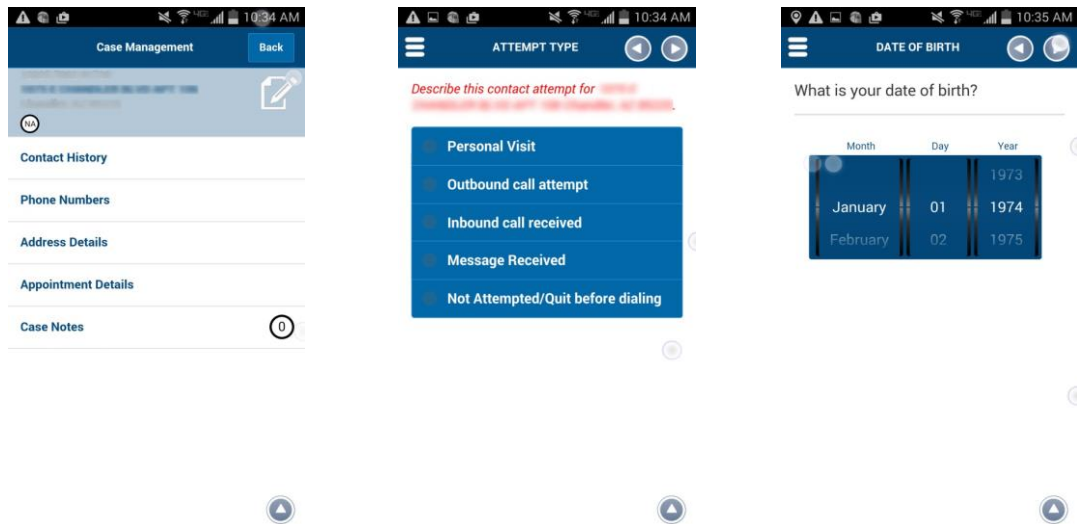 10:34 AM
Case Management
Back
NA
Contact History
Phone Numbers
Address Details
Appointment Details
Case Notes
0
4GE 10:34 AM
ATTEMPT TYPE
Describe this contact attempt for
Personal Visit
Outbound call attempt
Inbound call received
Message Received
Not Attempted/Quit before dialing
10:35 AM
DATE OF BIRTH
What is your date of birth?
Month Day Year
1973
January 01 1974
February 02 1975